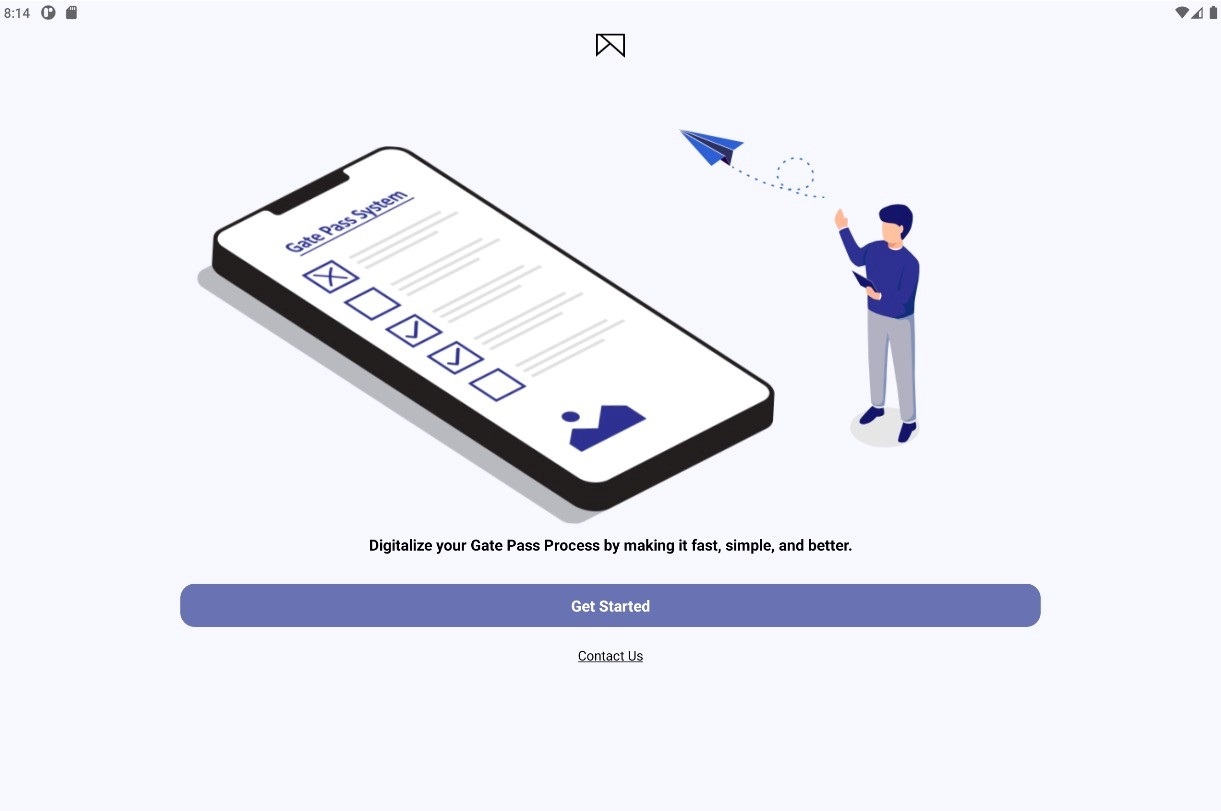 8:14
Gate Pass System
Digitalize your Gate Pass Process by making it fast, simple, and better.
Get Started
Contact Us